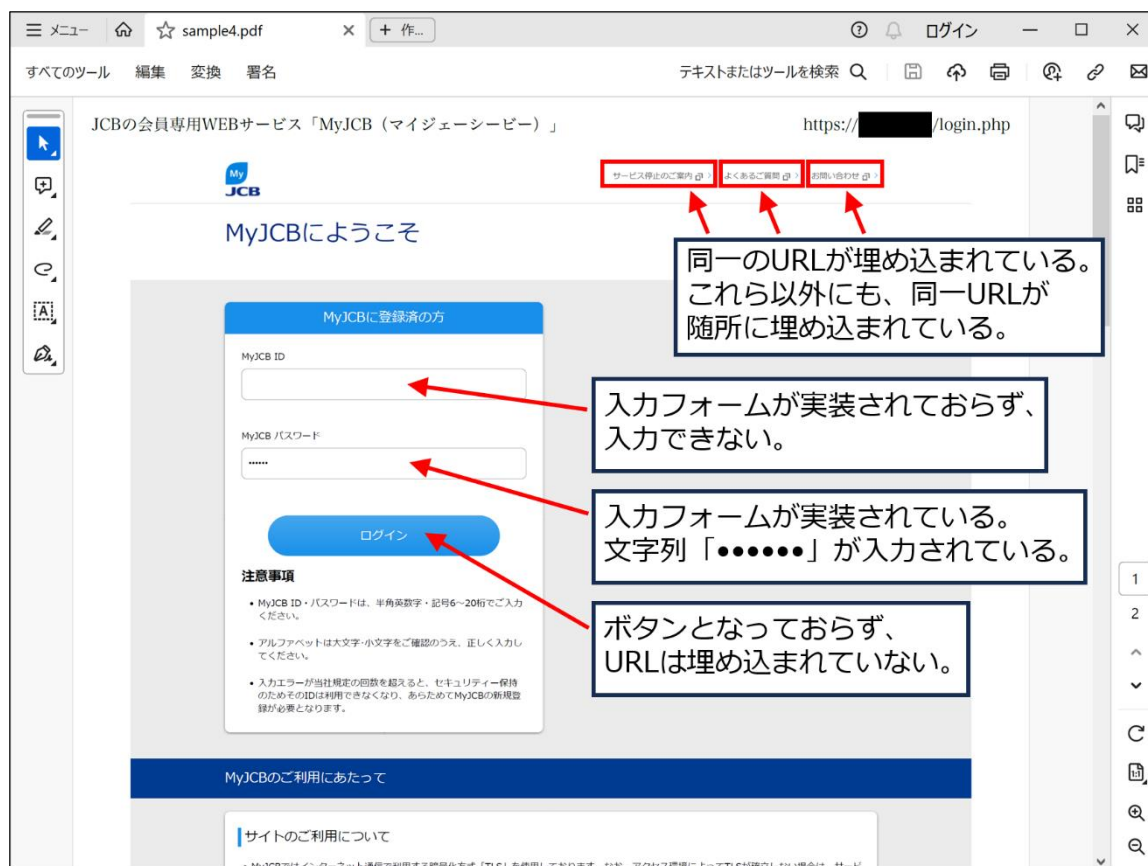 メニュー
sample4.pdf
作...
ログイン
すべてのツール 編集 変換 署名
テキストまたはツールを検索
JCBの会員専用WEBサービス「MyJCB(マイジェーシービー)」
https:// /login.php
My
JCB
サービス停止のご案内
よくあるご質問
お問い合わせ
MyJCBにようこそ
同一のURLが埋め込まれている。
これら以外にも、同一URLが
随所に埋め込まれている。
MyJCBに登録済の方
MyJCB ID
入力フォームが実装されておらず、
入力できない。
MyJCB パスワード
••••••
入力フォームが実装されている。
文字列「••••••」が入力されている。
ログイン
ボタンとなっておらず、
URLは埋め込まれていない。
注意事項
• MyJCB ID・パスワードは、半角英数字・記号6~20桁でご入力
ください。
• アルファベットは大文字・小文字をご確認のうえ、正しく入力し
てください。
• 入力エラーが当社規定の回数を超えると、セキュリティー保持
のためそのIDは利用できなくなり、あらためてMyJCBの新規登
録が必要となります。
1
2
MyJCBのご利用にあたって
サイトのご利用について